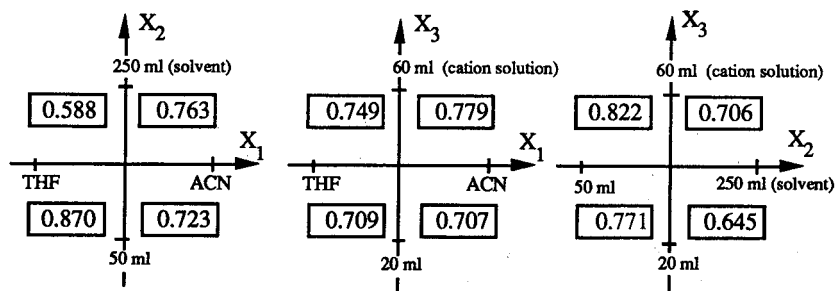 X2
250 ml (solvent)
0.588
0.763
X1
THF
ACN
0.870
0.723
50 ml
X3
60 ml (cation solution)
0.749
0.779
X1
THF
ACN
0.709
0.707
20 ml
X3
60 ml (cation solution)
0.822
0.706
X2
50 ml
250 ml (solvent)
0.771
0.645
20 ml